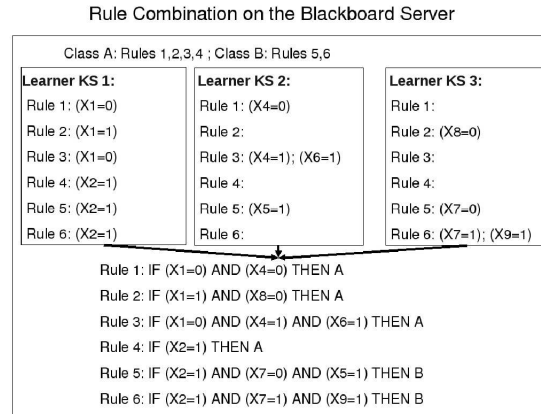 Rule Combination on the Blackboard Server
Class A: Rules 1,2,3,4 ; Class B: Rules 5,6
Learner KS 1:
Rule 1: (X1=0)
Rule 2: (X1=1)
Rule 3: (X1=0)
Rule 4: (X2=1)
Rule 5: (X2=1)
Rule 6: (X2=1)
Learner KS 2:
Rule 1: (X4=0)
Rule 2:
Rule 3: (X4=1); (X6=1)
Rule 4:
Rule 5: (X5=1)
Rule 6:
Learner KS 3:
Rule 1:
Rule 2: (X8=0)
Rule 3:
Rule 4:
Rule 5: (X7=0)
Rule 6: (X7=1); (X9=1)
Rule 1: IF (X1=0) AND (X4=0) THEN A
Rule 2: IF (X1=1) AND (X8=0) THEN A
Rule 3: IF (X1=0) AND (X4=1) AND (X6=1) THEN A
Rule 4: IF (X2=1) THEN A
Rule 5: IF (X2=1) AND (X7=0) AND (X5=1) THEN B
Rule 6: IF (X2=1) AND (X7=1) AND (X9=1) THEN B